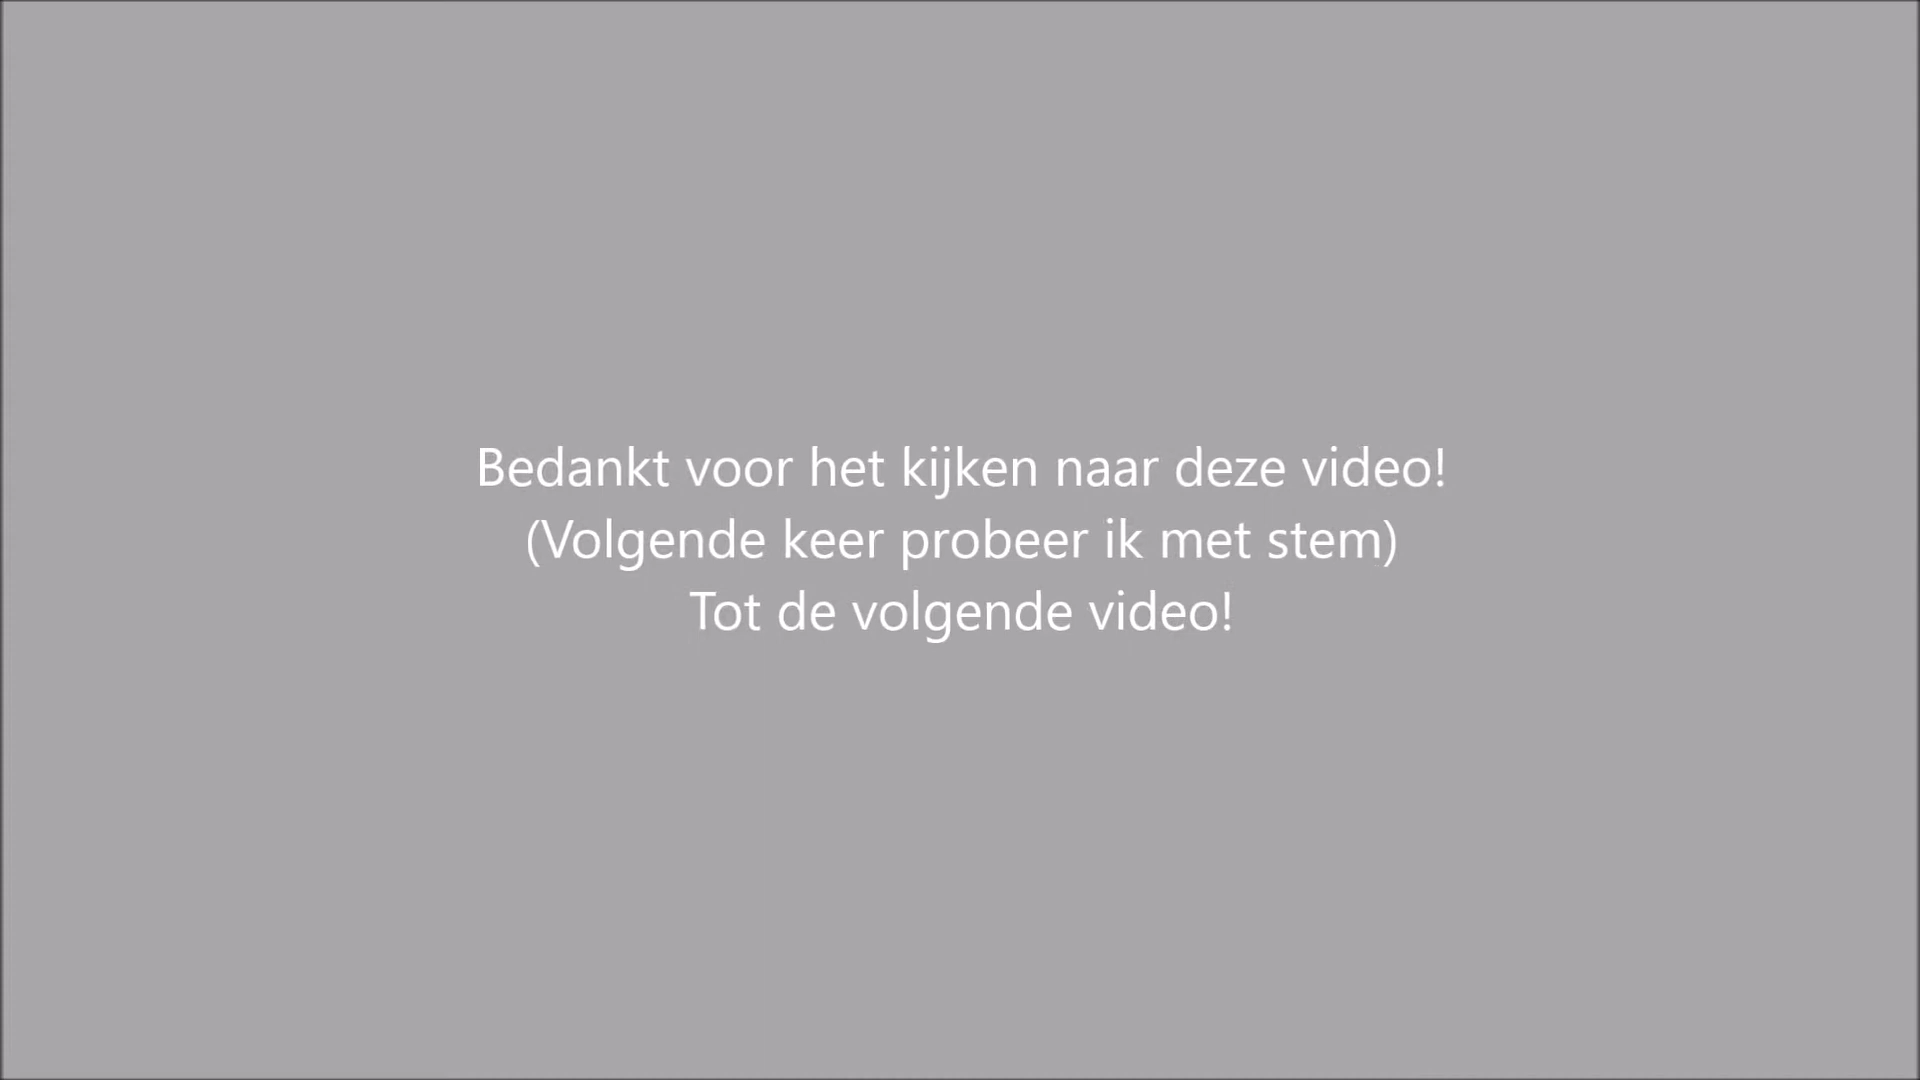 Bedankt voor het kijken naar deze video!
(Volgende keer probeer ik met stem)
Tot de volgende video!